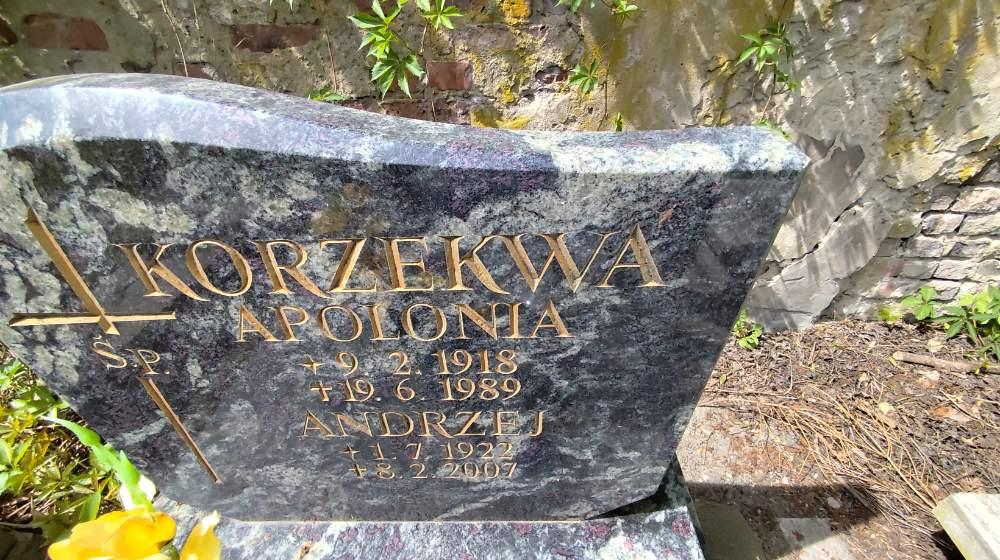 KORZEKWA
APOLONIA
Ś.P.
+ 9. 2. 1918
+ 19. 6. 1989
ANDRZEJ
+ 1. 7 1922
+ 8. 2. 2007